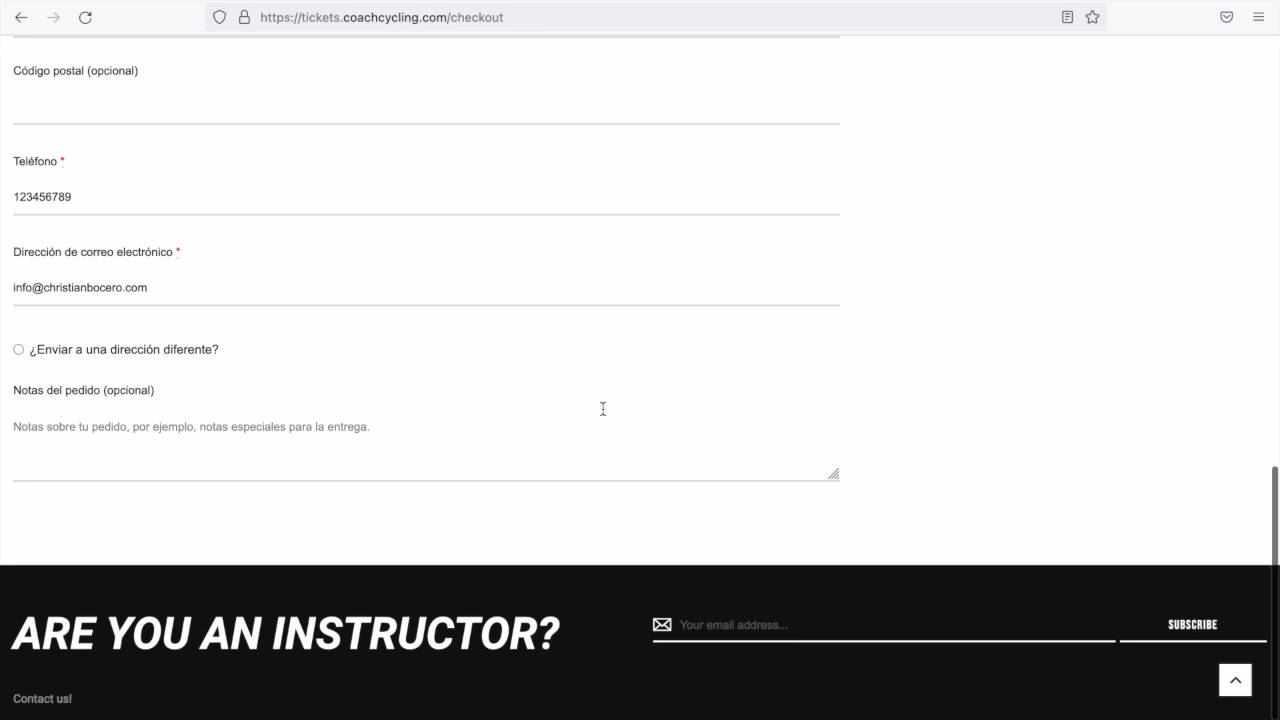 https://tickets.coachcycling.com/checkout
Código postal (opcional)
Teléfono *
123456789
Dirección de correo electrónico *
info@christianbocero.com
¿Enviar a una dirección diferente?
Notas del pedido (opcional)
Notas sobre tu pedido, por ejemplo, notas especiales para la entrega.
ARE YOU AN INSTRUCTOR?
Your email address...
SUBSCRIBE
Contact us!